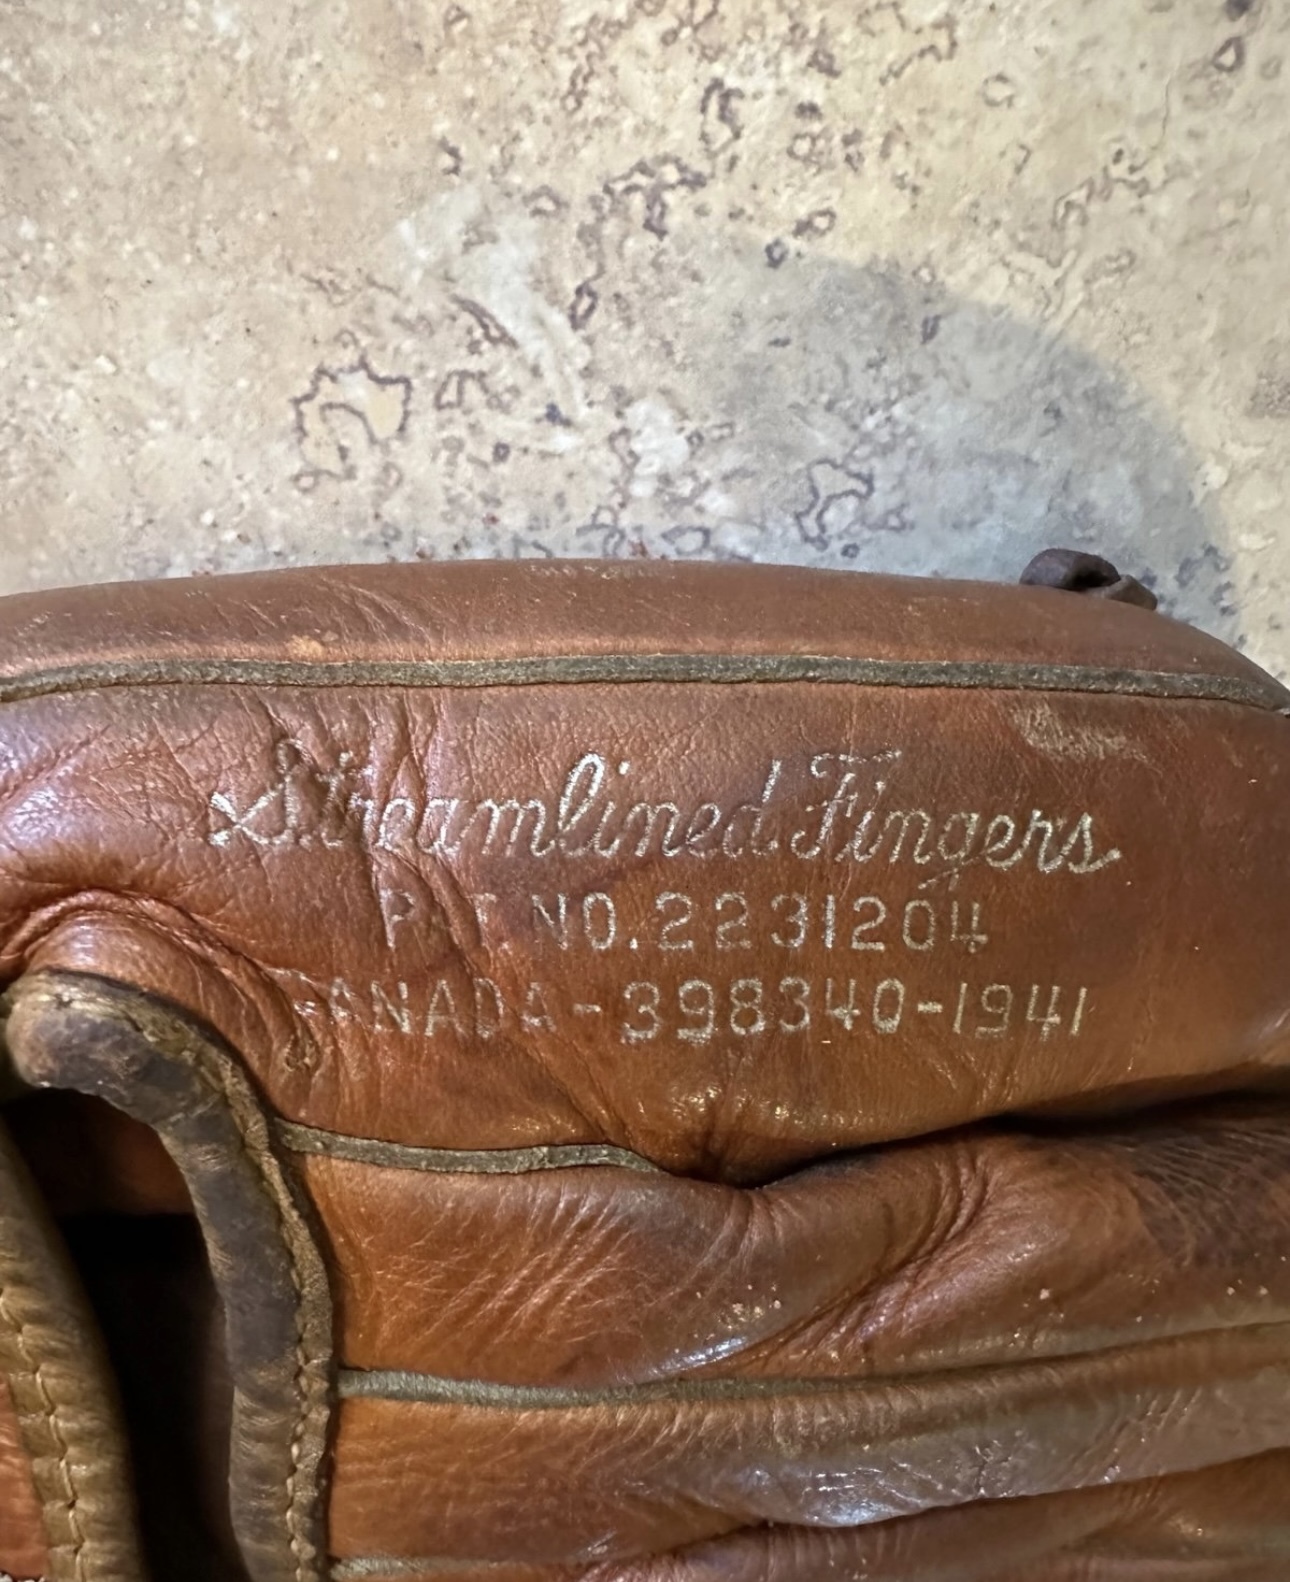 Streamlined Fingers
PAT. NO. 2231204
CANADA-398340-1941